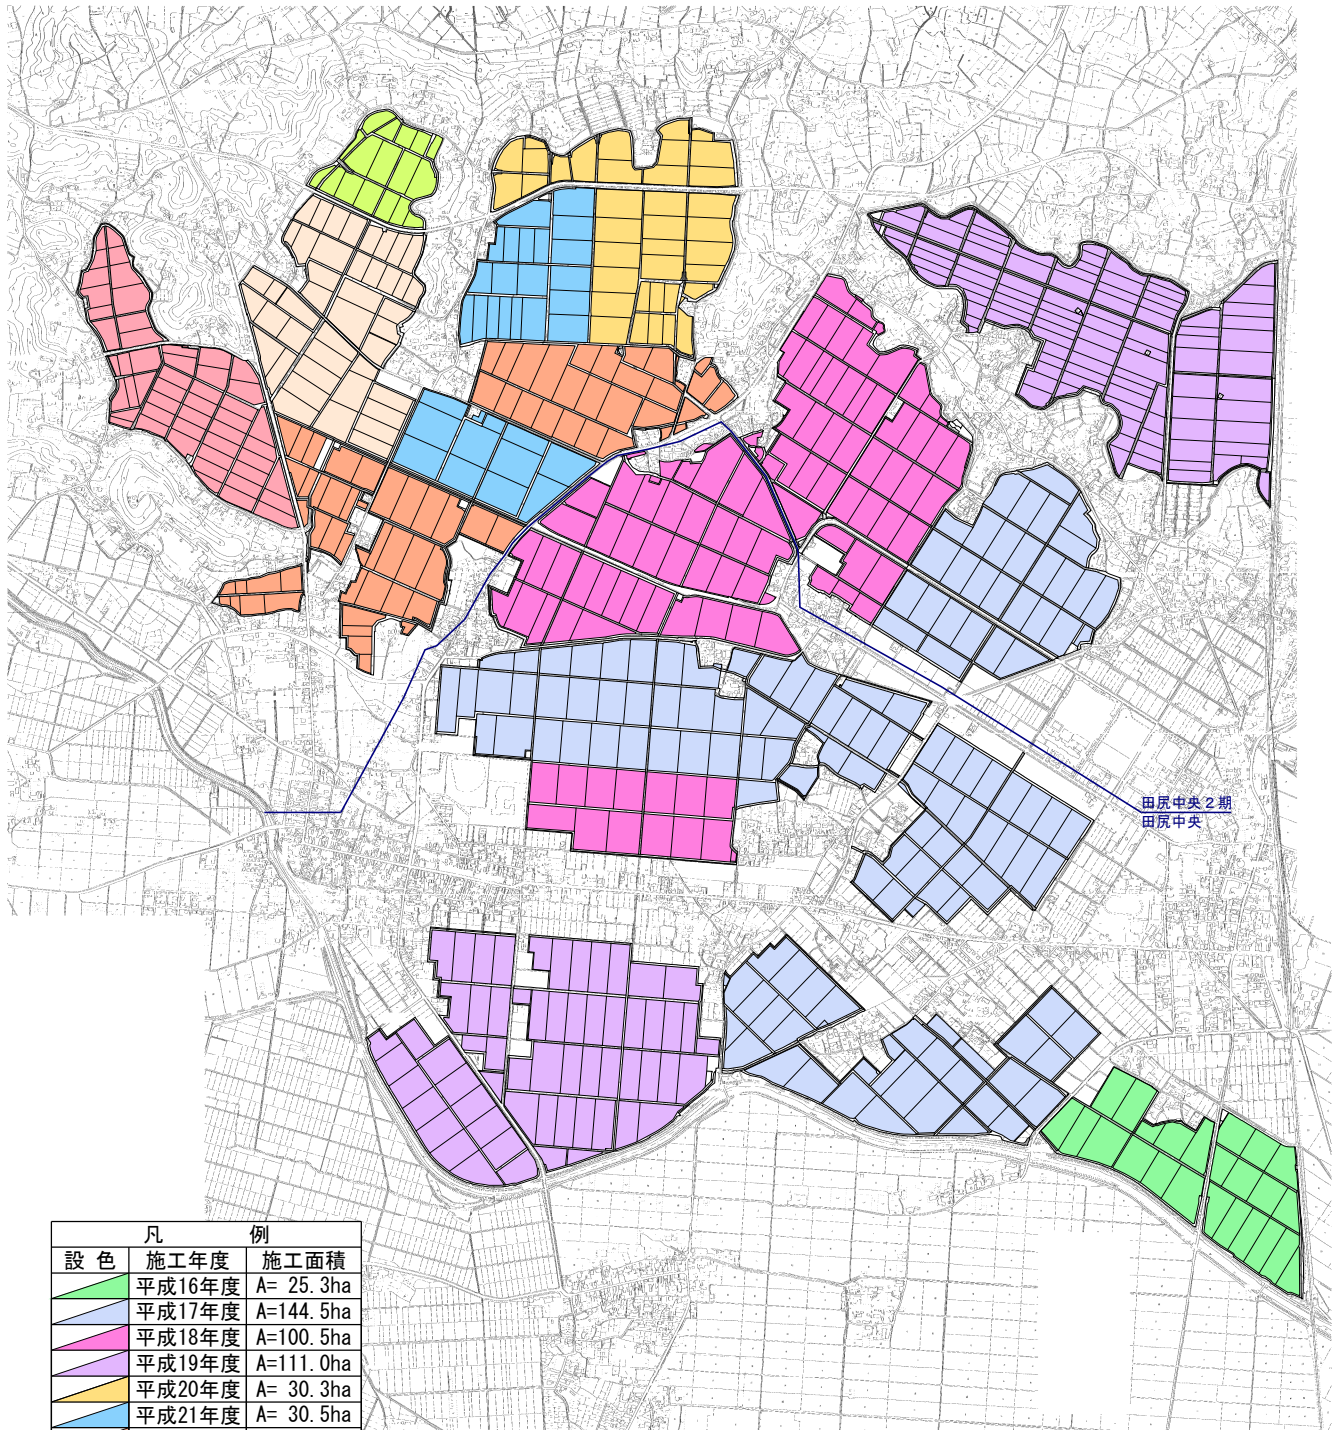 田尻中央2期
田尻中央
凡例
設色 施工年度 施工面積
平成16年度 A= 25.3ha
平成17年度 A=144.5ha
平成18年度 A=100.5ha
平成19年度 A=111.0ha
平成20年度 A= 30.3ha
平成21年度 A= 30.5ha